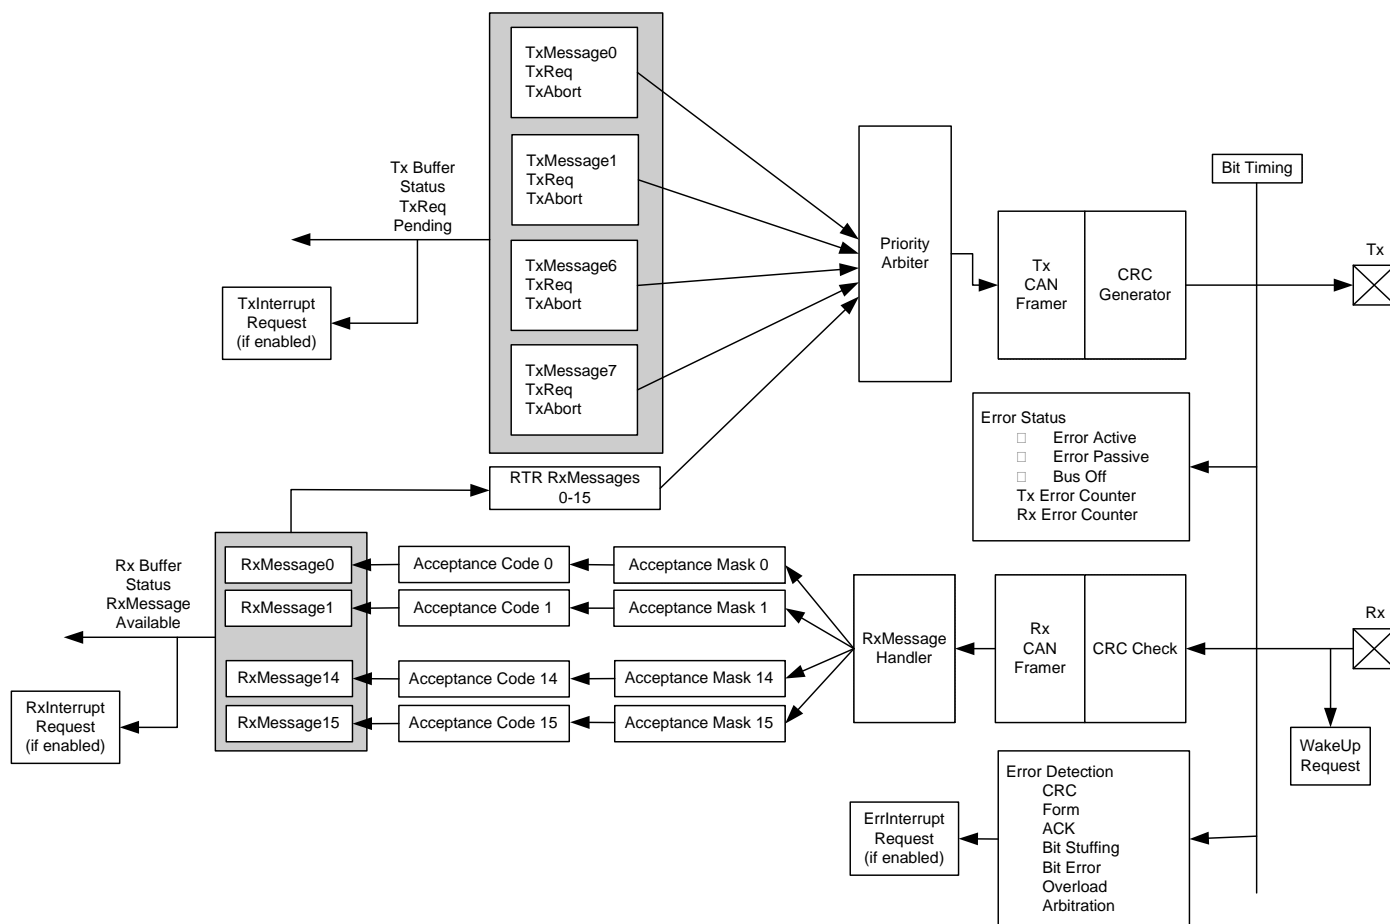 TxMessage0
TxReq
TxAbort
TxMessage1
TxReq
TxAbort
TxMessage6
TxReq
TxAbort
TxMessage7
TxReq
TxAbort
Tx Buffer
Status
TxReq
Pending
TxInterrupt
Request
(if enabled)
Priority
Arbiter
Tx
CAN
Framer
CRC
Generator
Bit Timing
Tx
Error Status
Error Active
Error Passive
Bus Off
Tx Error Counter
Rx Error Counter
RTR RxMessages
0-15
Rx Buffer
Status
RxMessage
Available
RxInterrupt
Request
(if enabled)
RxMessage0
Acceptance Code 0
Acceptance Mask 0
RxMessage1
Acceptance Code 1
Acceptance Mask 1
RxMessage14
Acceptance Code 14
Acceptance Mask 14
RxMessage15
Acceptance Code 15
Acceptance Mask 15
RxMessage
Handler
Rx
CAN
Framer
CRC Check
Rx
WakeUp
Request
ErrInterrupt
Request
(if enabled)
Error Detection
CRC
Form
ACK
Bit Stuffing
Bit Error
Overload
Arbitration